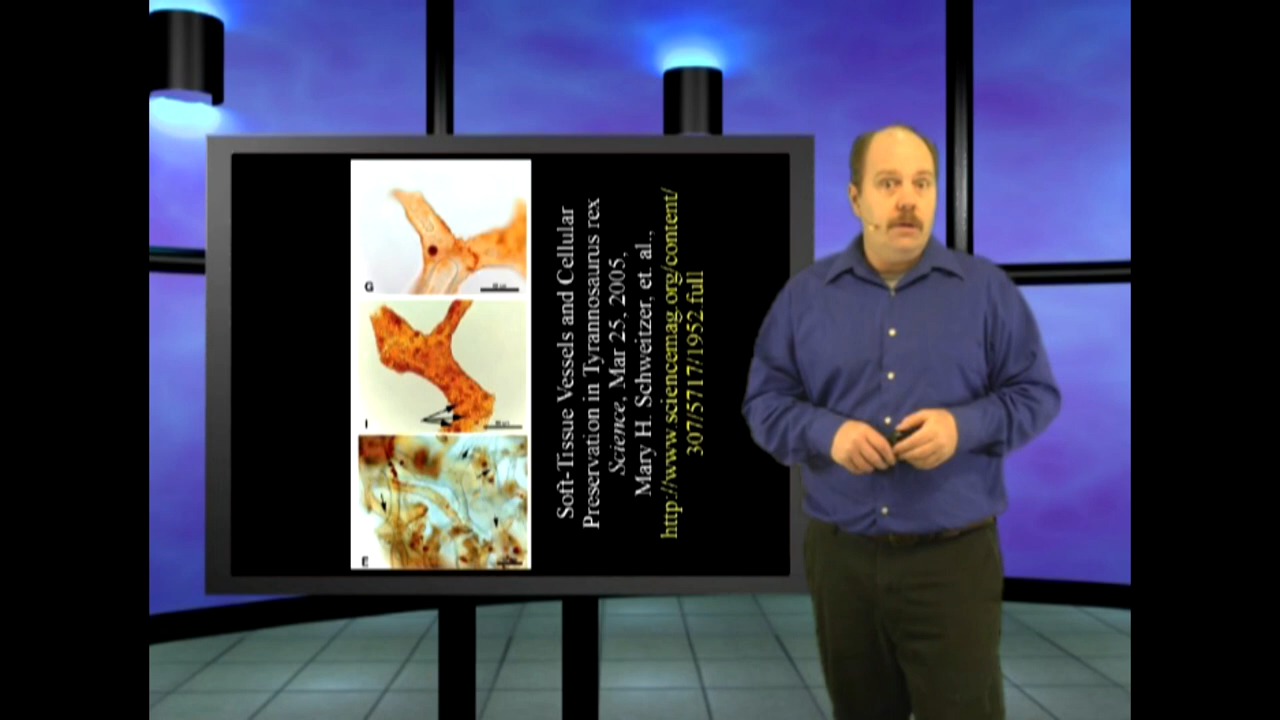 G
I
E
Soft-Tissue Vessels and Cellular
Preservation in Tyrannosaurus rex
Science, Mar 25, 2005,
Mary H. Schweitzer, et. al.,
http://www.sciencemag.org/content/
307/5717/1952.full